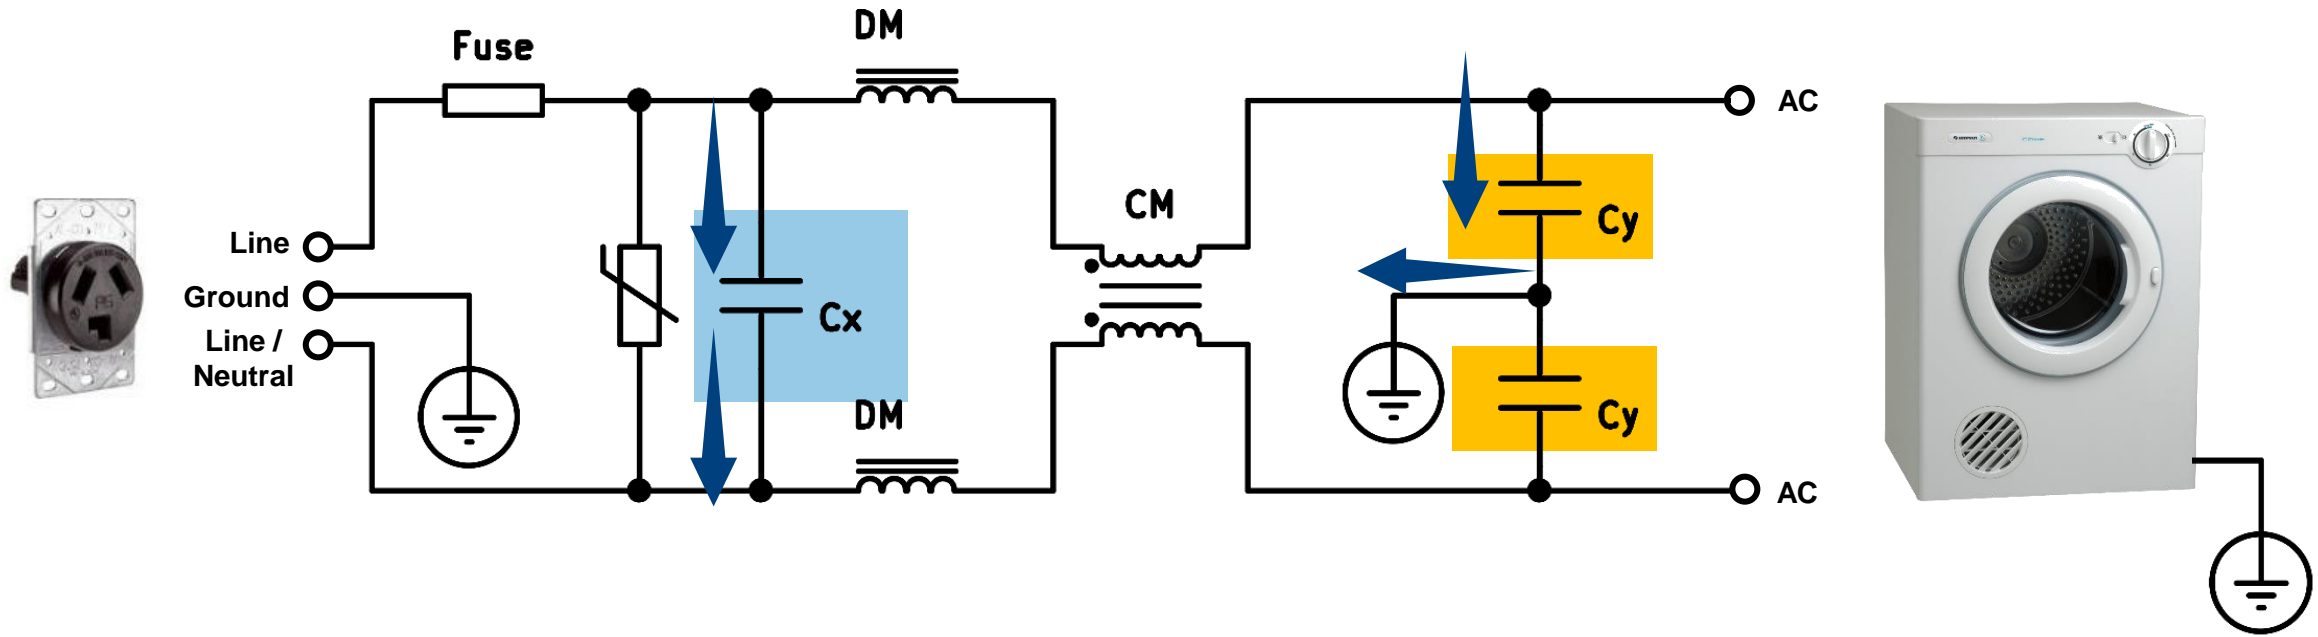 DM
Fuse
AC
CM
Cy
Line
Ground
Cx
Line /
Neutral
DM
Cy
AC